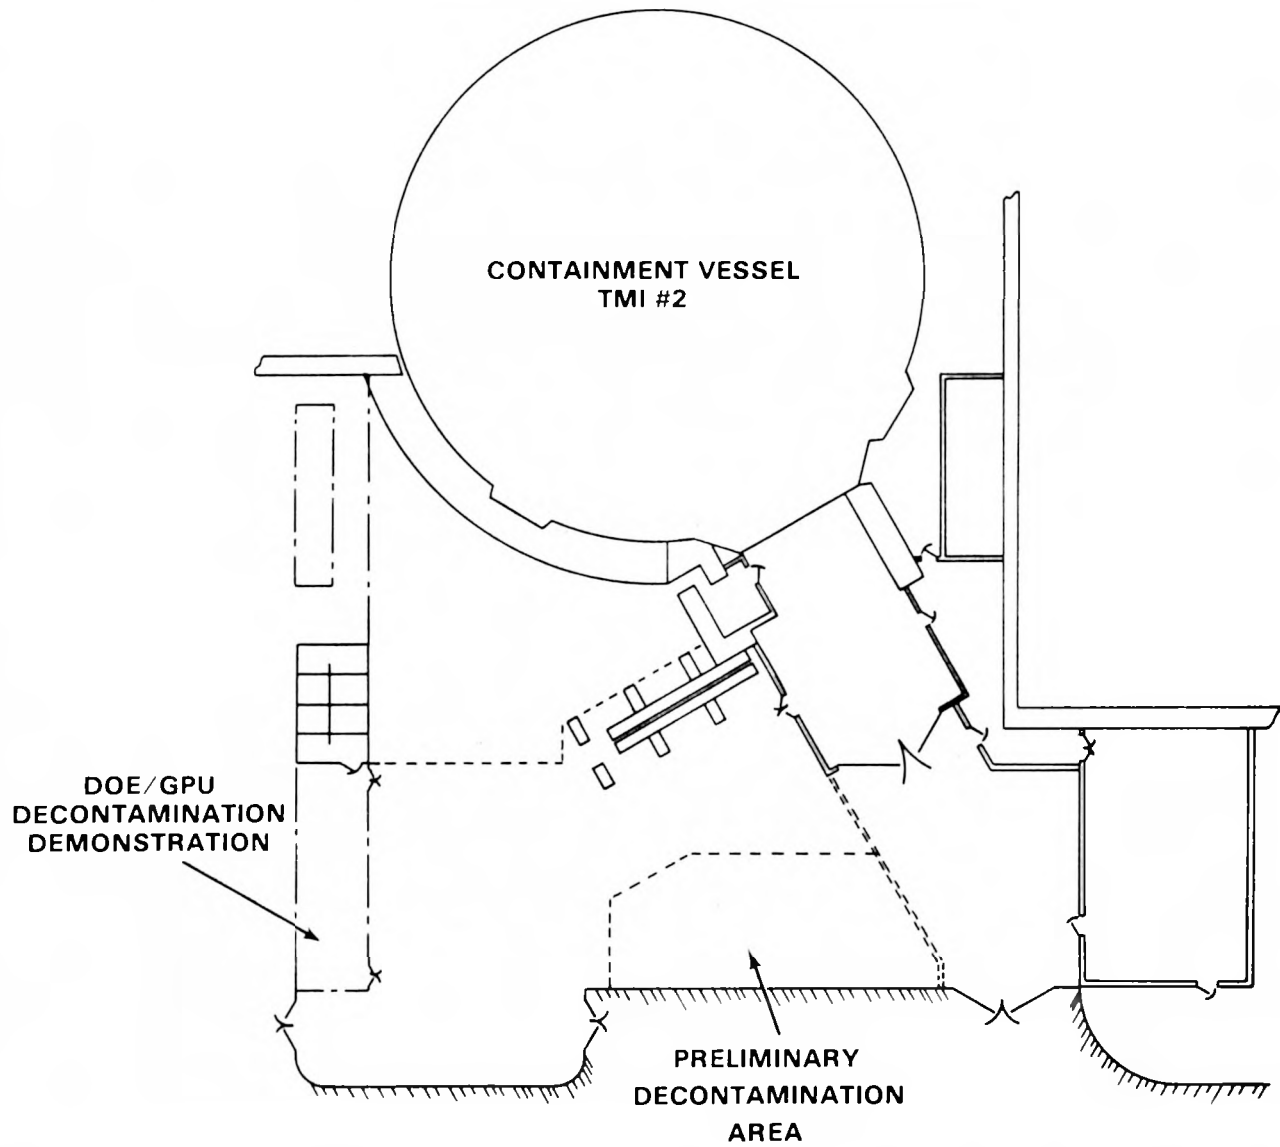 CONTAINMENT VESSEL
TMI #2
DOE/GPU
DECONTAMINATION
DEMONSTRATION
PRELIMINARY
DECONTAMINATION
AREA